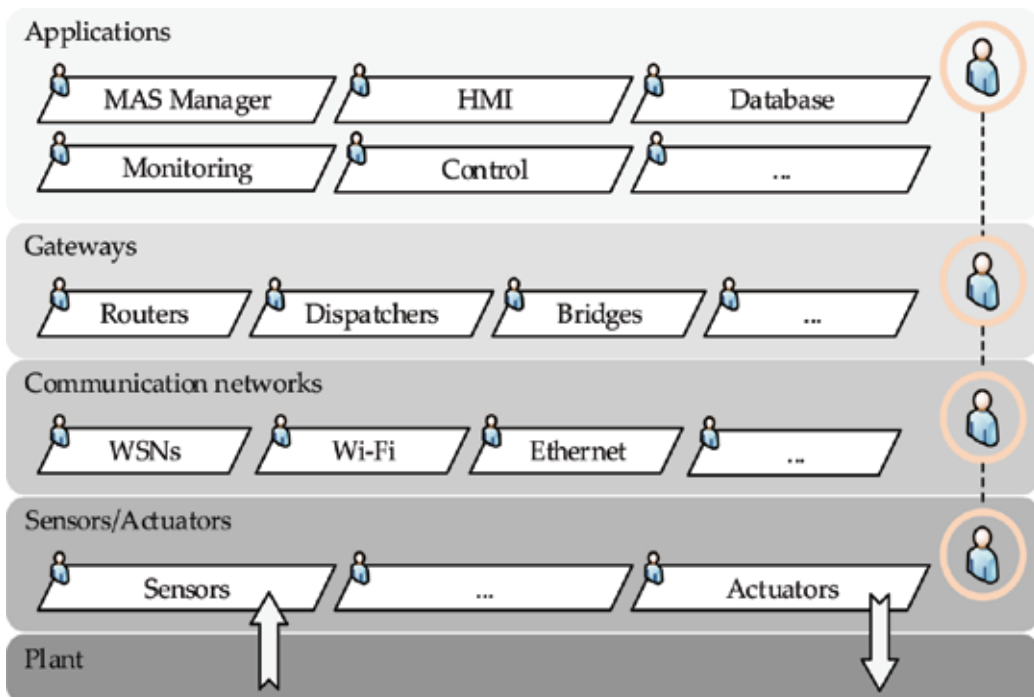 Applications
MAS Manager
HMI
Database
Monitoring
Control
...
Gateways
Routers
Dispatchers
Bridges
...
Communication networks
WSNs
Wi-Fi
Ethernet
...
Sensors/Actuators
Sensors
...
Actuators
Plant